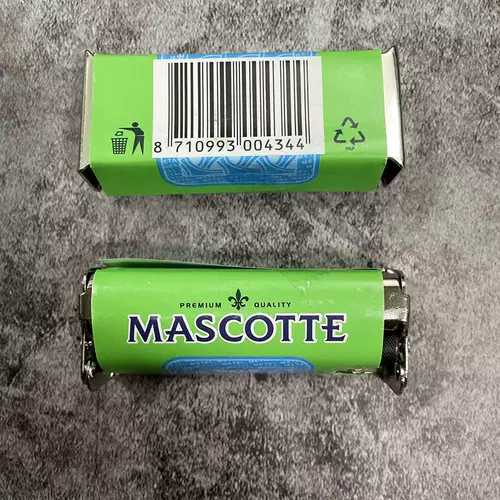 8 710993 004344
PAP
PREMIUM QUALITY
MASCOTTE